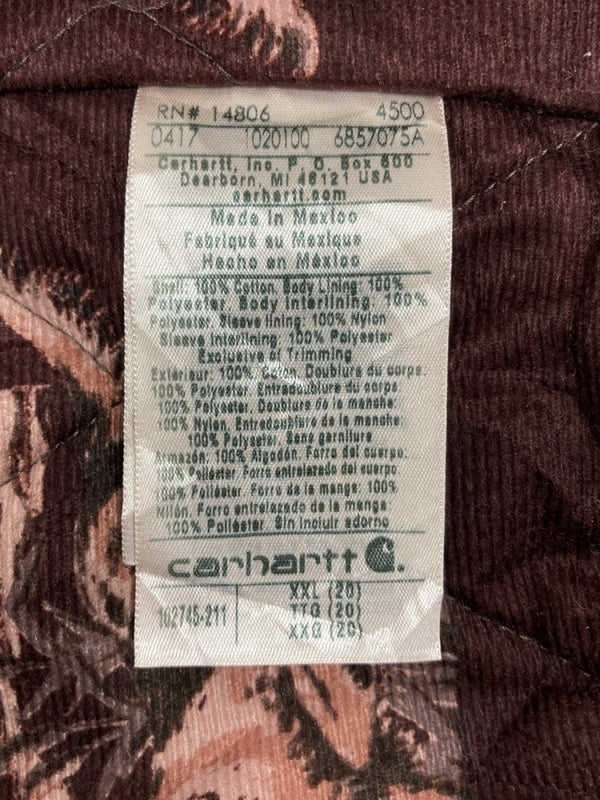 RN# 14806 4500
0417 1020100 6857075A
Carhartt, Inc. P. O. Box 600
Dearborn, MI 48121 USA
carhartt.com
Made in Mexico
Fabriqué au Mexique
Hecho en México
Shell: 100% Cotton. Body Lining: 100%
Polyester. Body Interlining: 100%
Polyester. Sleeve lining: 100% Nylon
Sleeve Interlining: 100% Polyester
Exclusive of Trimming
Extérieur: 100% Coton. Doublure du corps:
100% Polyester. Entredoublure du corps
100% Polyester. Doublure de la manche
100% Nylon. Entredoublure de la manche:
100% Polyester. Sans garniture
Armazón: 100% Algodón. Forro del cuerpo:
100% Poliéster. Forro entrelazado del cuerpo
100% Poliéster. Forro de la manga: 100%
Nilón. Forro entrelazado de la manga:
100% Poliéster. Sin incluir adorno
carhartt
102745-211
XXL (20)
TTG (20)
XXG (20)